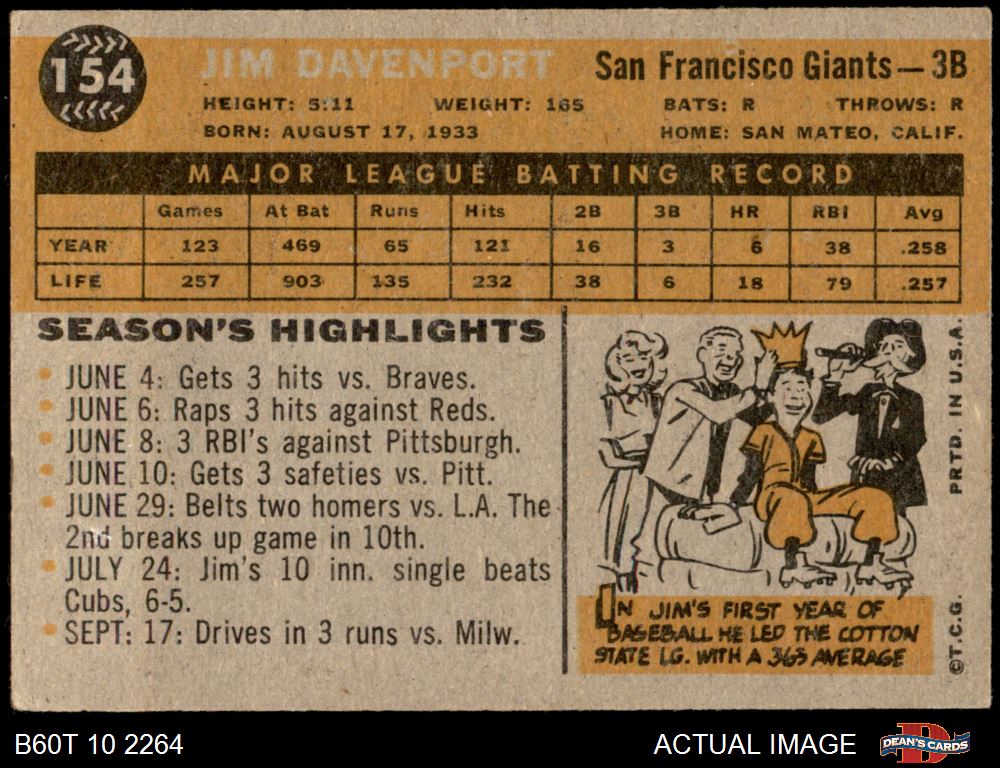 154
JIM DAVENPORT
San Francisco Giants — 3B
HEIGHT: 5:11 WEIGHT: 165 BATS: R THROWS: R
BORN: AUGUST 17, 1933 HOME: SAN MATEO, CALIF.
MAJOR LEAGUE BATTING RECORD
Games At Bat Runs Hits 2B 3B HR RBI Avg
YEAR 123 469 65 121 16 3 6 38 .258
LIFE 257 903 135 232 38 6 18 79 .257
SEASON'S HIGHLIGHTS
• JUNE 4: Gets 3 hits vs. Braves.
• JUNE 6: Raps 3 hits against Reds.
• JUNE 8: 3 RBI's against Pittsburgh.
• JUNE 10: Gets 3 safeties vs. Pitt.
• JUNE 29: Belts two homers vs. L.A. The
2nd breaks up game in 10th.
• JULY 24: Jim's 10 inn. single beats
Cubs, 6-5.
• SEPT: 17: Drives in 3 runs vs. Milw.
IN JIM'S FIRST YEAR OF
BASEBALL HE LED THE COTTON
STATE LG. WITH A 363 AVERAGE
©T.C.G. PRTD. IN U.S.A.
B60T 10 2264
ACTUAL IMAGE
DEAN'S CARDS